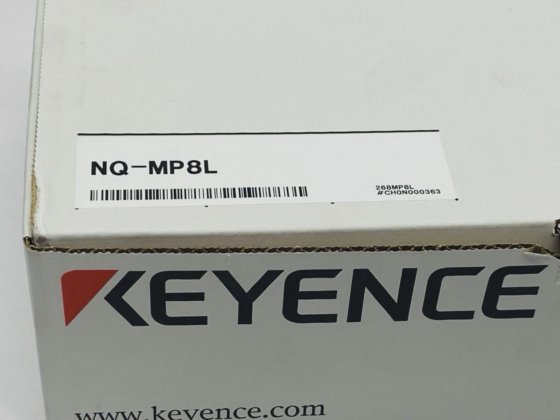 NQ-MP8L
268MP8L
#CH0N000363
KEYENCE
www.keyence.com